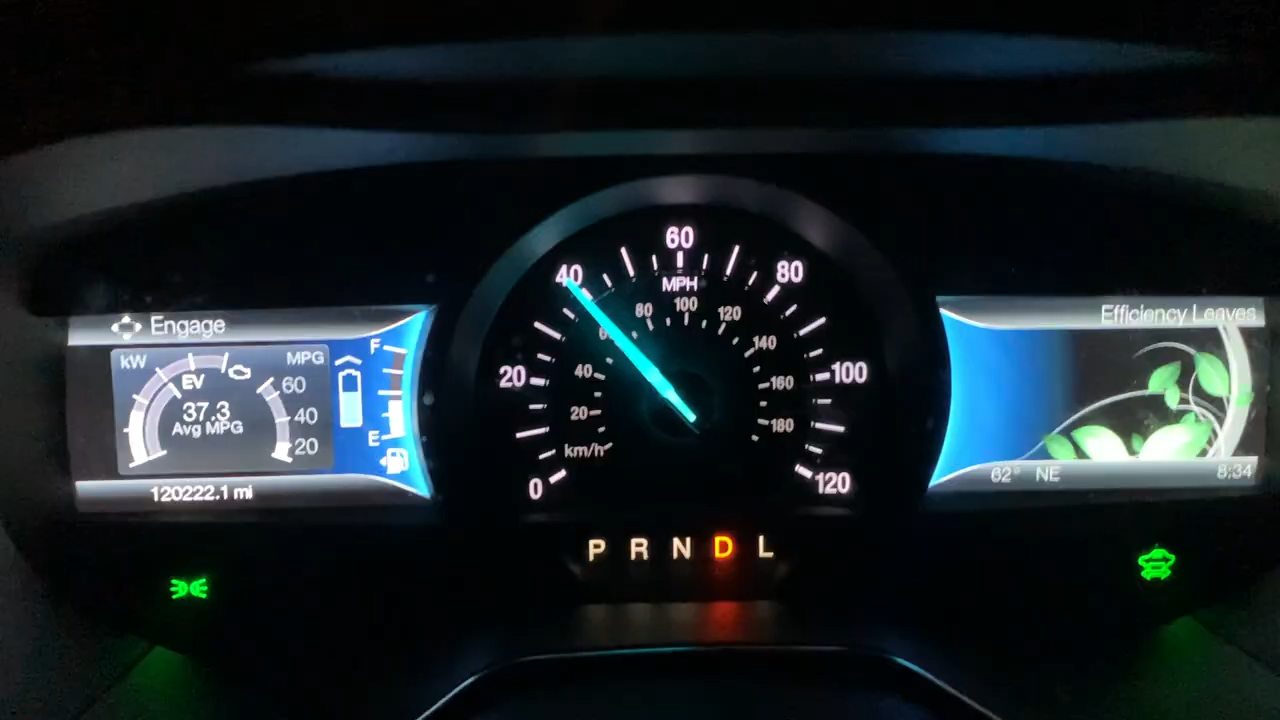 Engage
kW
EV
MPG
60
40
20
37.3
Avg MPG
F
E
120222.1 mi
0
20
40
60
80
100
120
MPH
km/h
20
40
80
100
120
140
160
180
P R N D L
Efficiency Leaves
62° NE
8:34